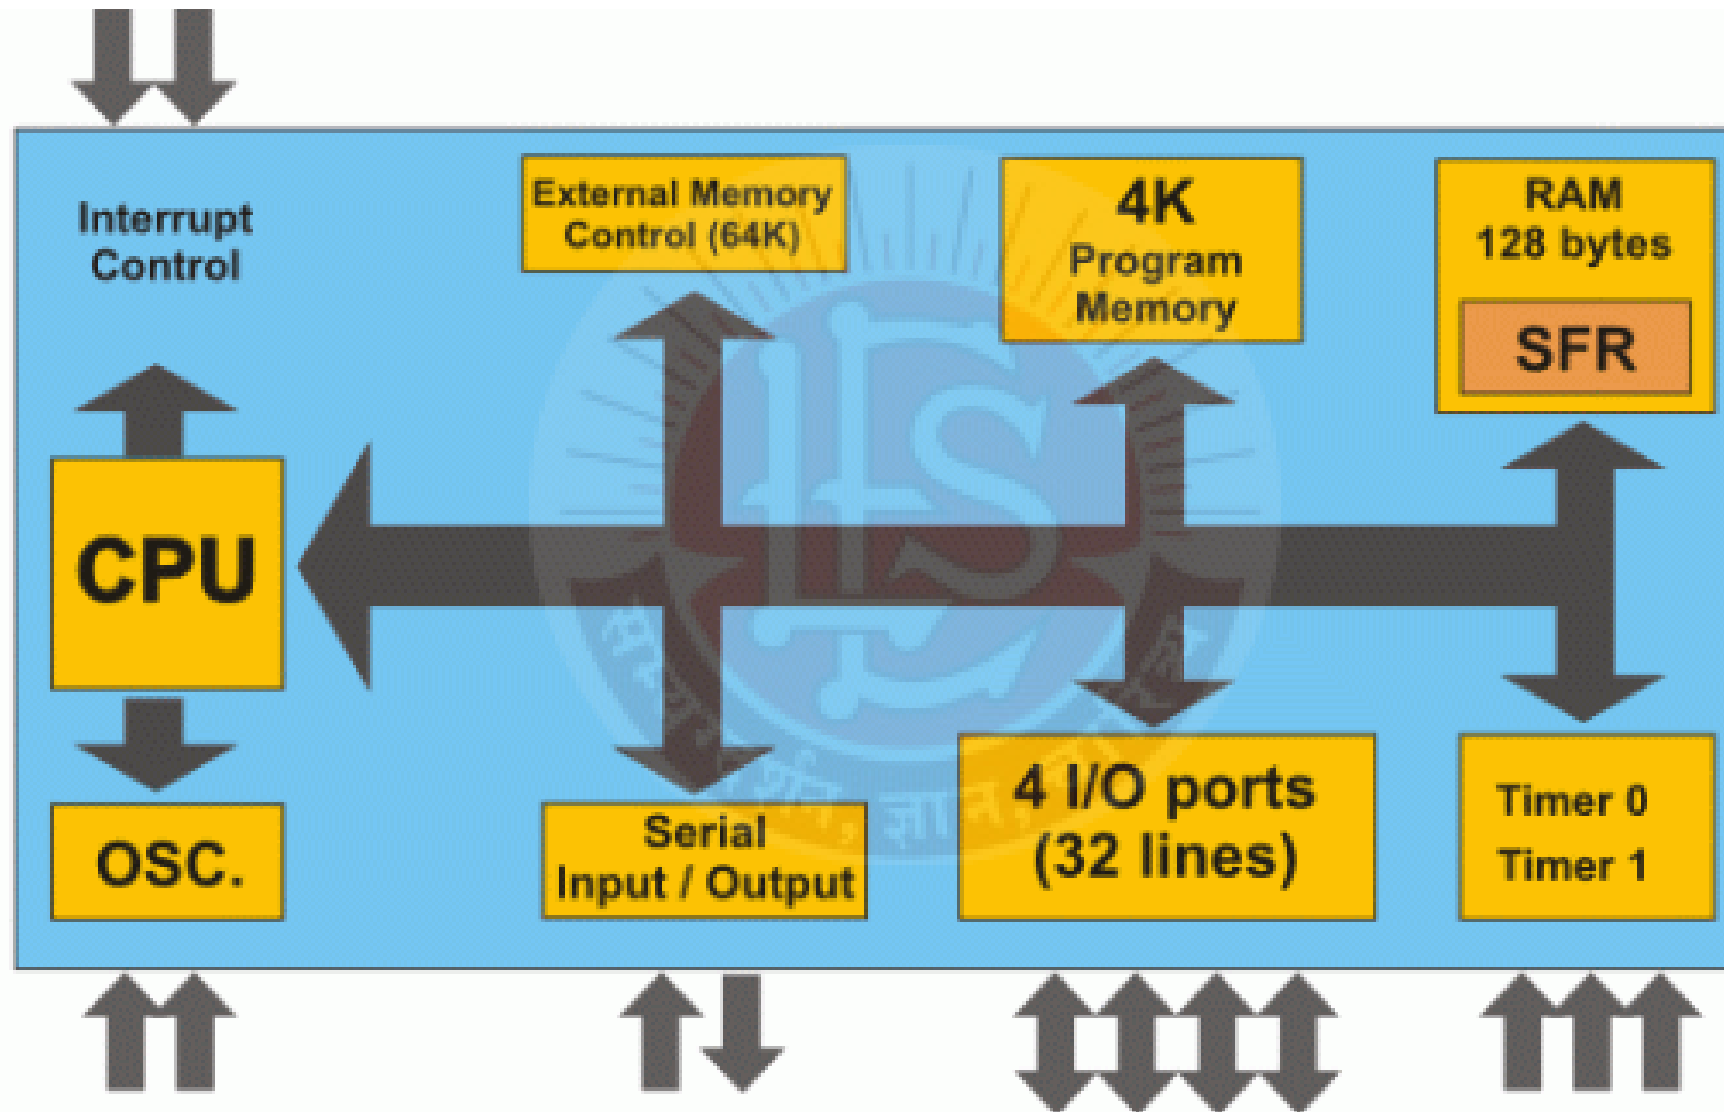 Interrupt
Control
External Memory
Control (64K)
4K
Program
Memory
RAM
128 bytes
SFR
CPU
OSC.
Serial
Input / Output
4 I/O ports
(32 lines)
Timer 0
Timer 1